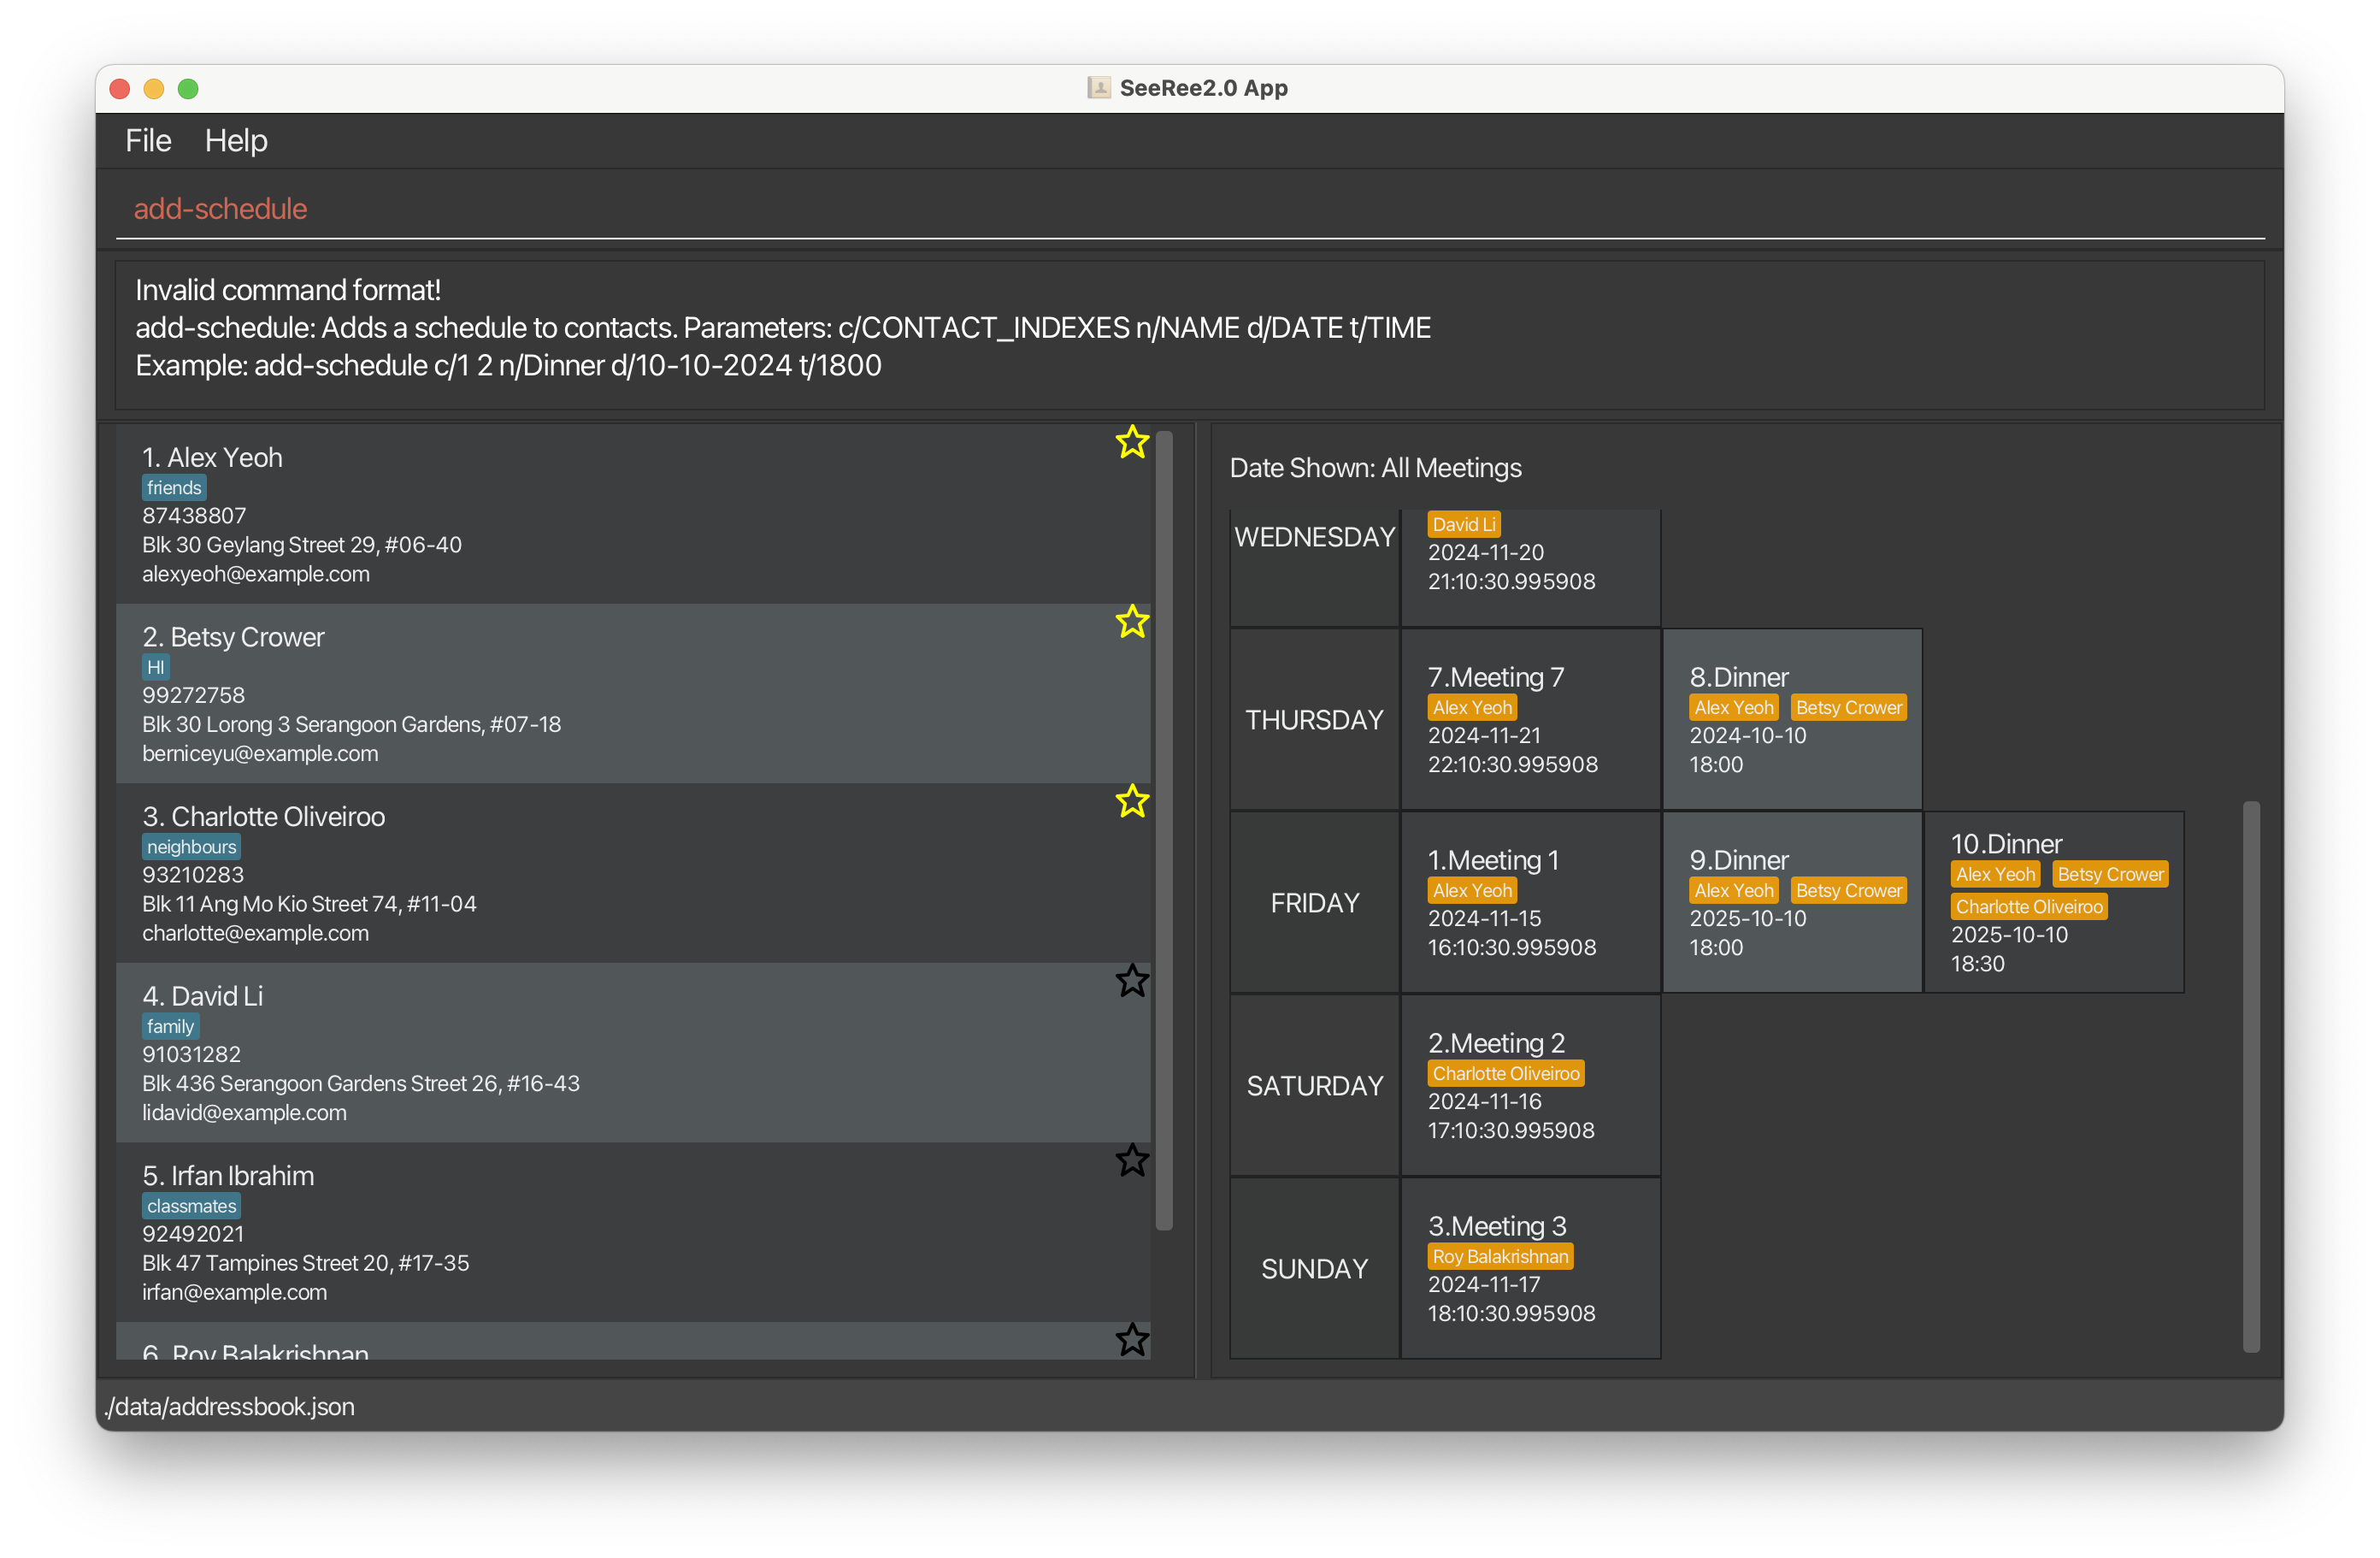 SeeRee2.0 App
File Help
add-schedule
Invalid command format!
add-schedule: Adds a schedule to contacts. Parameters: c/CONTACT_INDEXES n/NAME d/DATE t/TIME
Example: add-schedule c/1 2 n/Dinner d/10-10-2024 t/1800
1. Alex Yeoh
friends
87438807
Blk 30 Geylang Street 29, #06-40
alexyeoh@example.com
2. Betsy Crower
HI
99272758
Blk 30 Lorong 3 Serangoon Gardens, #07-18
berniceyu@example.com
3. Charlotte Oliveiroo
neighbours
93210283
Blk 11 Ang Mo Kio Street 74, #11-04
charlotte@example.com
4. David Li
family
91031282
Blk 436 Serangoon Gardens Street 26, #16-43
lidavid@example.com
5. Irfan Ibrahim
classmates
92492021
Blk 47 Tampines Street 20, #17-35
irfan@example.com
6. Roy Balakrishnan
Date Shown: All Meetings
WEDNESDAY
David Li
2024-11-20
21:10:30.995908
THURSDAY
7.Meeting 7
Alex Yeoh
2024-11-21
22:10:30.995908
8.Dinner
Alex Yeoh Betsy Crower
2024-10-10
18:00
FRIDAY
1.Meeting 1
Alex Yeoh
2024-11-15
16:10:30.995908
9.Dinner
Alex Yeoh Betsy Crower
2025-10-10
18:00
10.Dinner
Alex Yeoh Betsy Crower
Charlotte Oliveiroo
2025-10-10
18:30
SATURDAY
2.Meeting 2
Charlotte Oliveiroo
2024-11-16
17:10:30.995908
SUNDAY
3.Meeting 3
Roy Balakrishnan
2024-11-17
18:10:30.995908
./data/addressbook.json